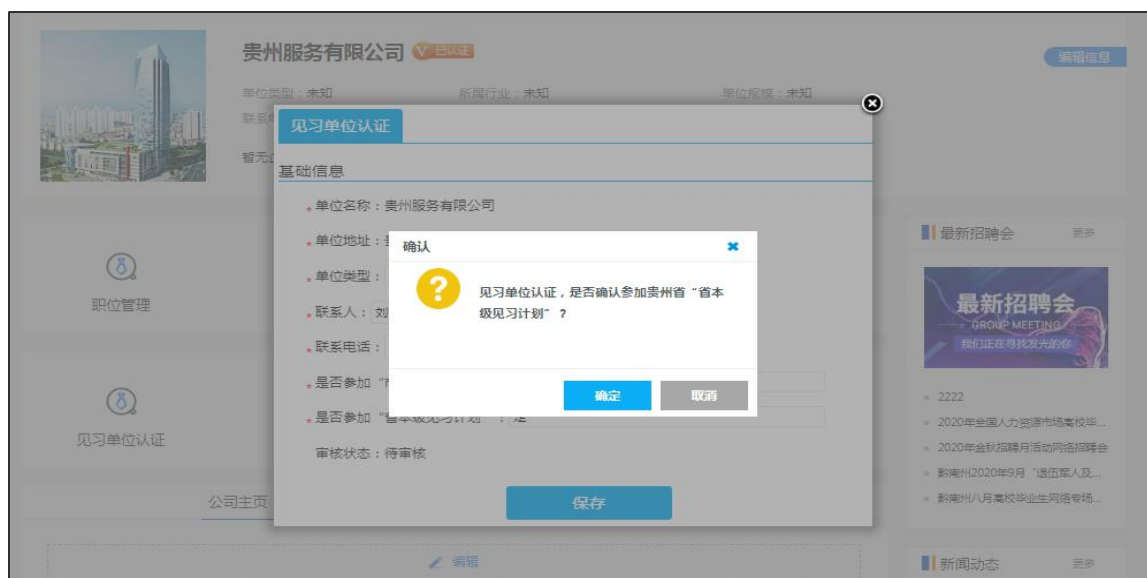 贵州服务有限公司
V 已认证
编辑信息
单位类型：未知
所属行业：未知
单位规模：未知
联系
暂无
见习单位认证
基础信息
*单位名称：贵州服务有限公司
*单位地址：
*单位类型：
*联系人：刘
*联系电话：
*是否参加“
*是否参加“省本级见习计划”：是
审核状态：待审核
保存
确认
见习单位认证，是否确认参加贵州省“省本
级见习计划”？
确定
取消
职位管理
见习单位认证
公司主页
编辑
最新招聘会
更多
最新招聘会
GROUP MEETING
我们正在寻找发光的你
2222
2020年全国人力资源市场高校毕...
2020年金秋招聘月活动网络招聘会
黔南州2020年9月“退伍军人及...
黔南州八月高校毕业生网络专场...
新闻动态
更多